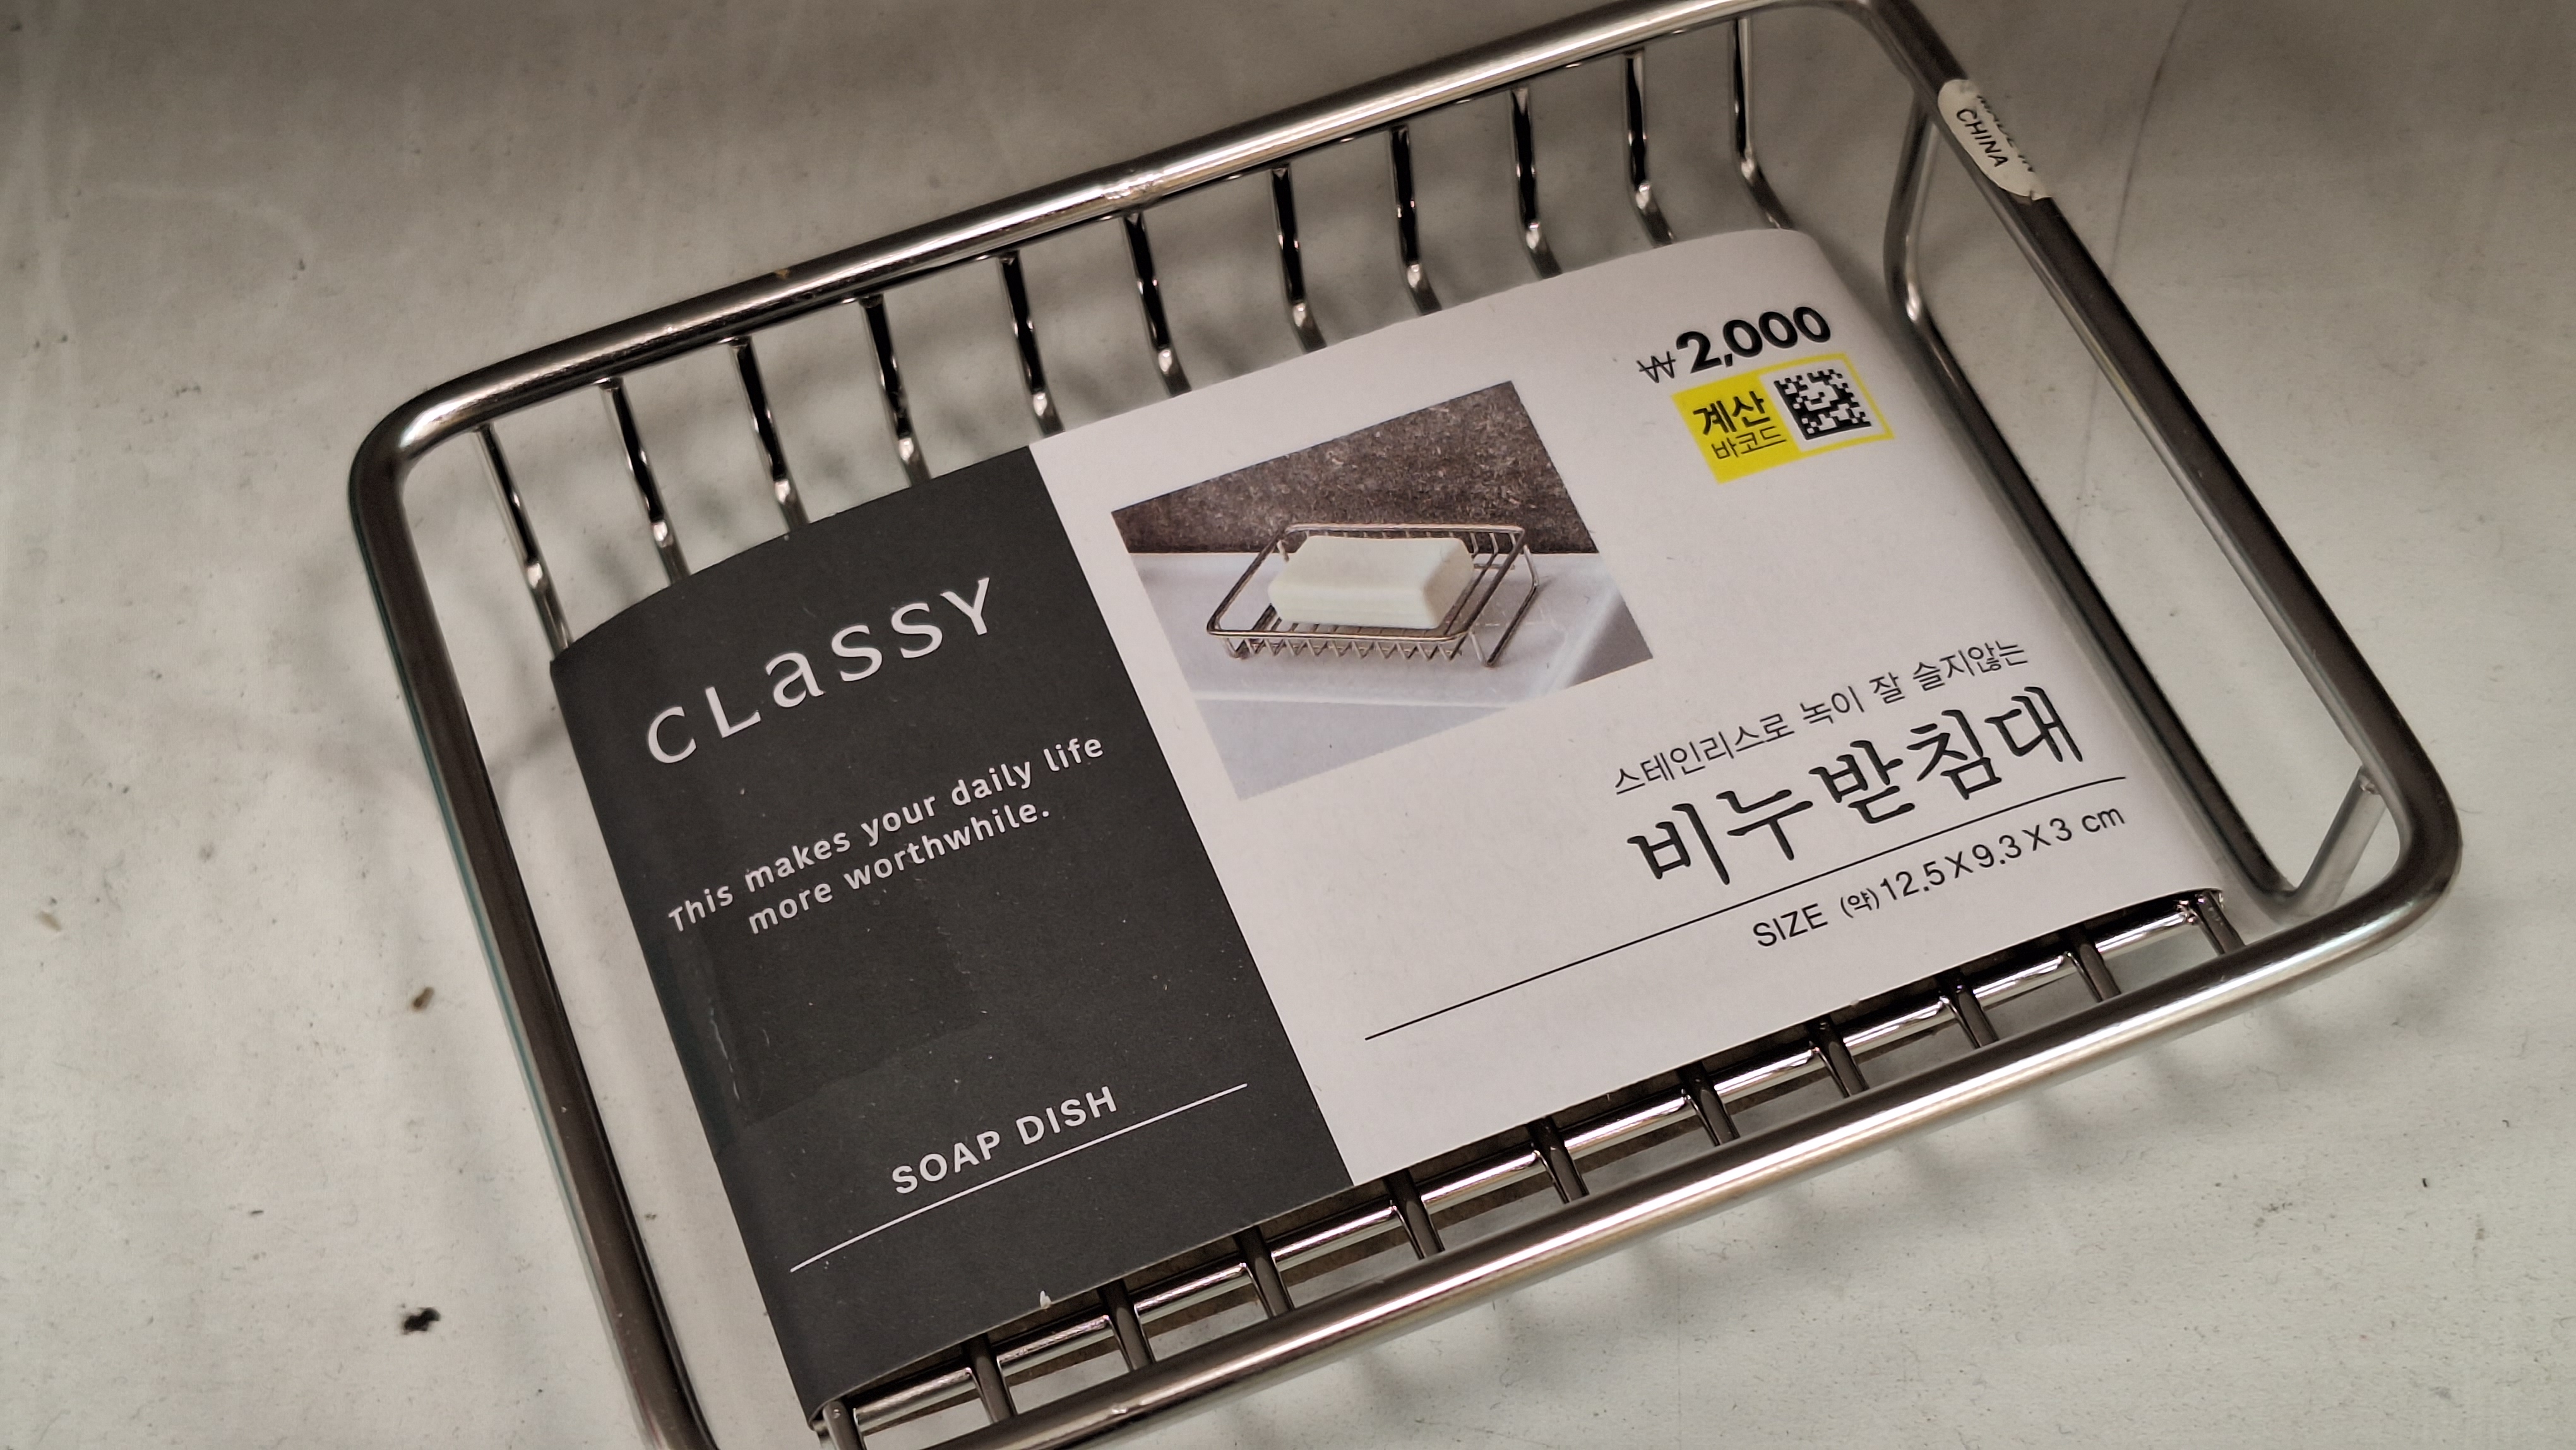 CLaSSY
This makes your daily life
more worthwhile.
SOAP DISH
₩2,000
계산
바코드
스테인리스로 녹이 잘 슬지않는
비누받침대
SIZE (약)12.5X9.3X3 cm
MADE IN
CHINA